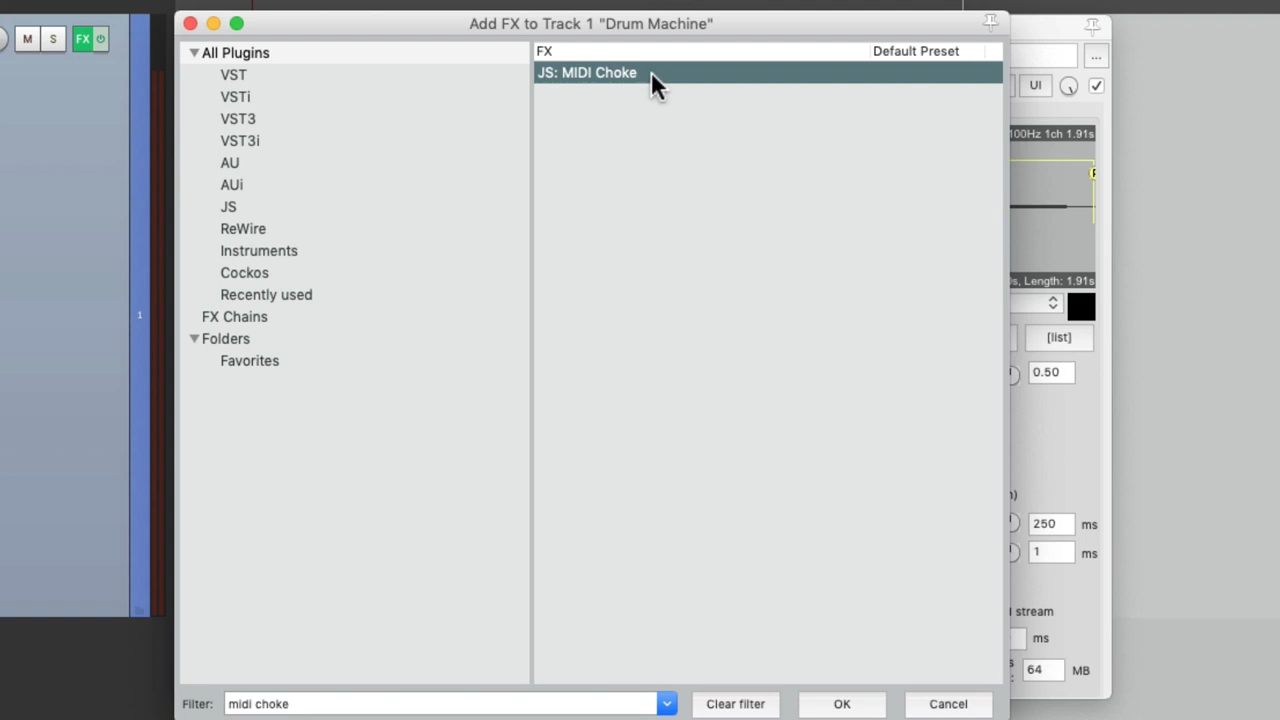 Add FX to Track 1 "Drum Machine"
M S FX
All Plugins
VST
VSTi
VST3
VST3i
AU
AUi
JS
ReWire
Instruments
Cockos
Recently used
FX Chains
Folders
Favorites
1
FX Default Preset
JS: MIDI Choke
...
UI
100Hz 1ch 1.91s
Length: 1.91s
[list]
0.50
250 ms
1 ms
stream
ms
64 MB
Filter: midi choke Clear filter OK Cancel